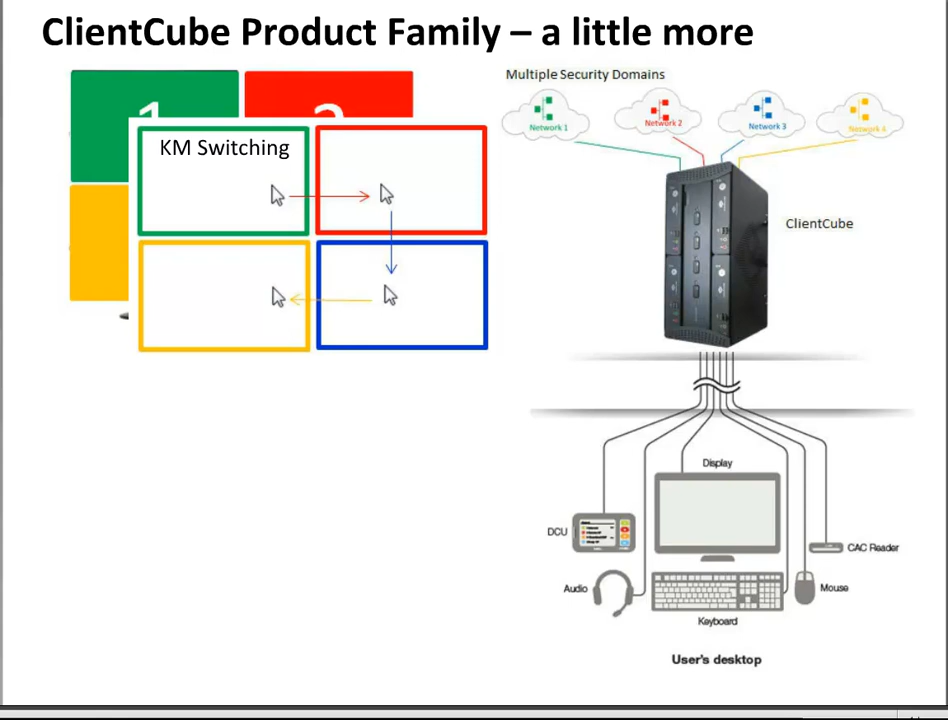 ClientCube Product Family – a little more
1
KM Switching
Multiple Security Domains
Network 1
Network 2
Network 3
Network 4
ClientCube
Display
DCU
CAC Reader
Audio
Mouse
Keyboard
User's desktop